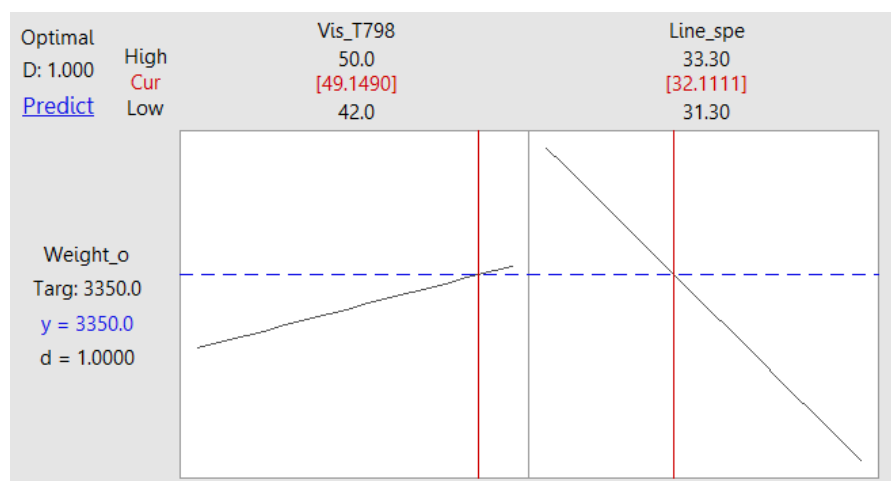 Optimal
D: 1.000
Predict
High
Cur
Low
Vis_T798
50.0
[49.1490]
42.0
Line_spe
33.30
[32.1111]
31.30
Weight_o
Targ: 3350.0
y = 3350.0
d = 1.0000